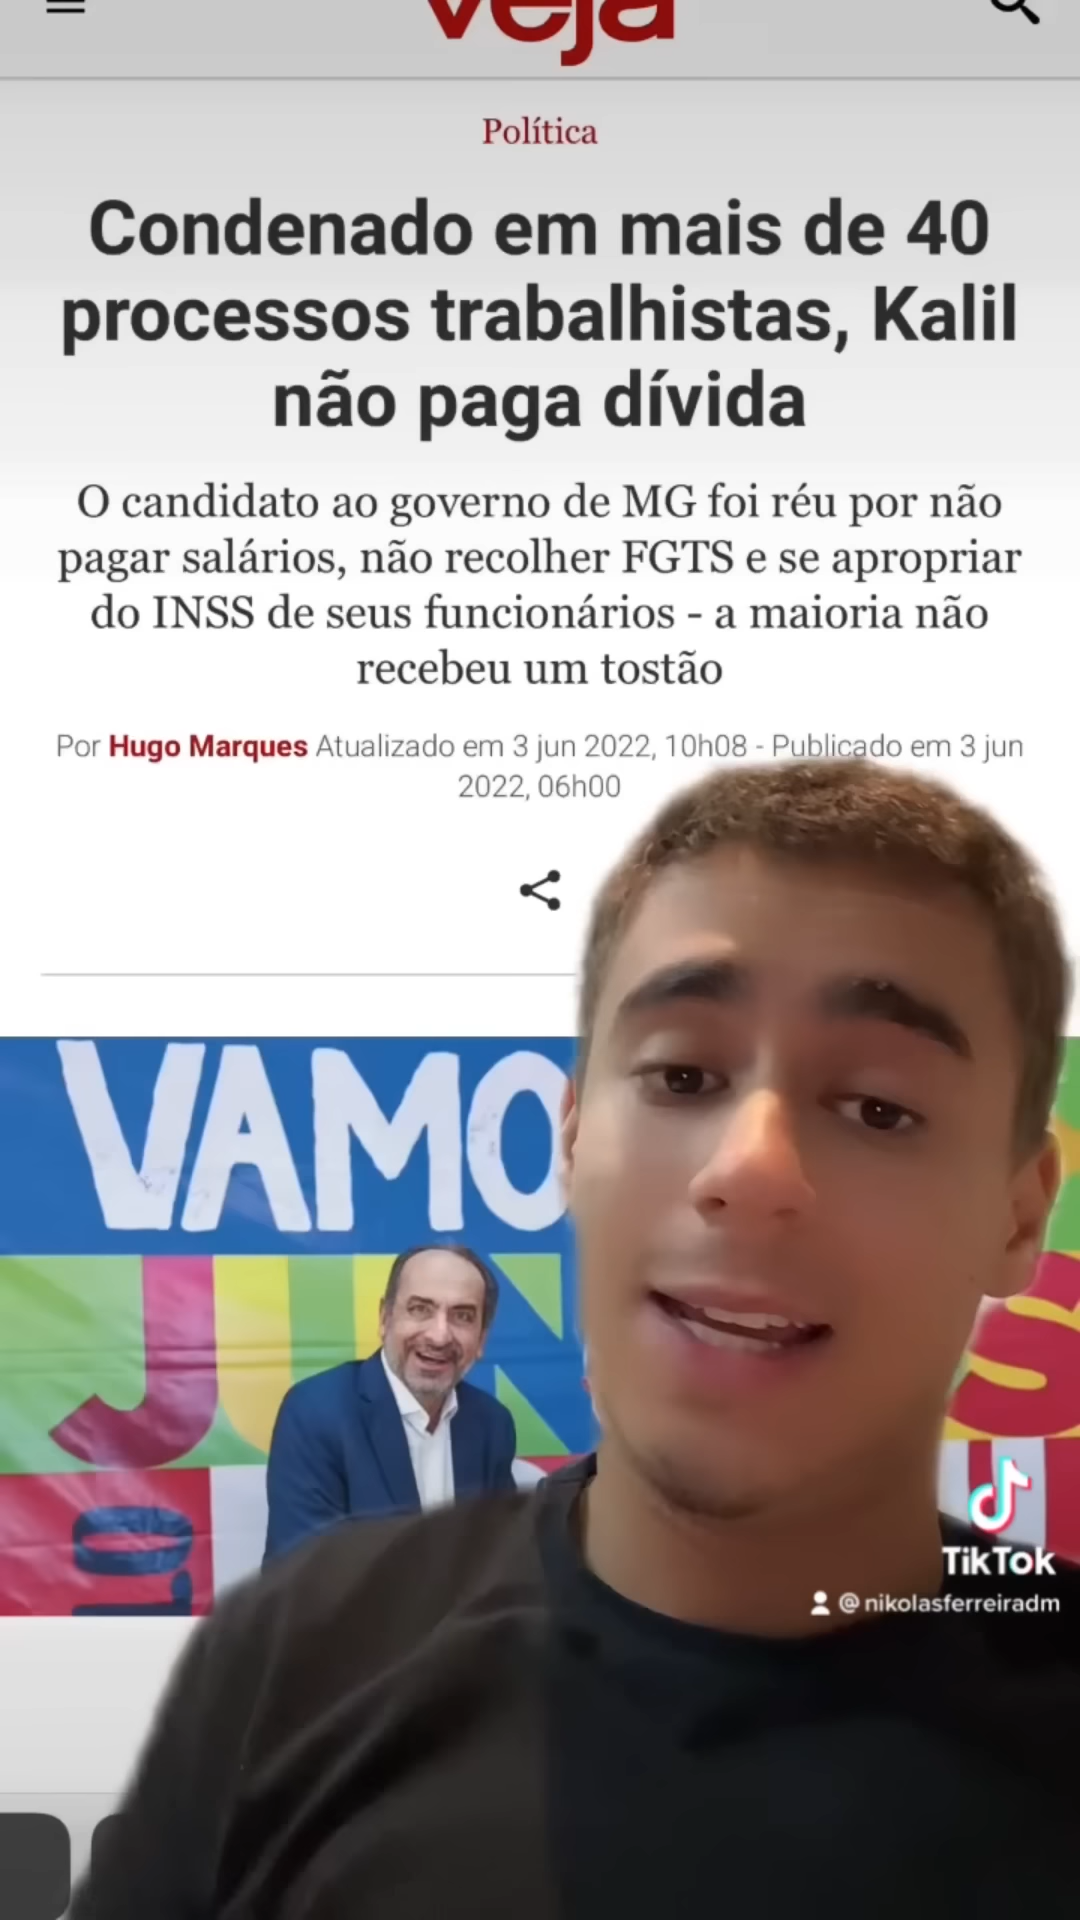 veja
Política
Condenado em mais de 40
processos trabalhistas, Kalil
não paga dívida
O candidato ao governo de MG foi réu por não
pagar salários, não recolher FGTS e se apropriar
do INSS de seus funcionários - a maioria não
recebeu um tostão
Por Hugo Marques Atualizado em 3 jun 2022, 10h08 - Publicado em 3 jun
2022, 06h00
VAMO
JUN
TikTok
@nikolasferreiradm